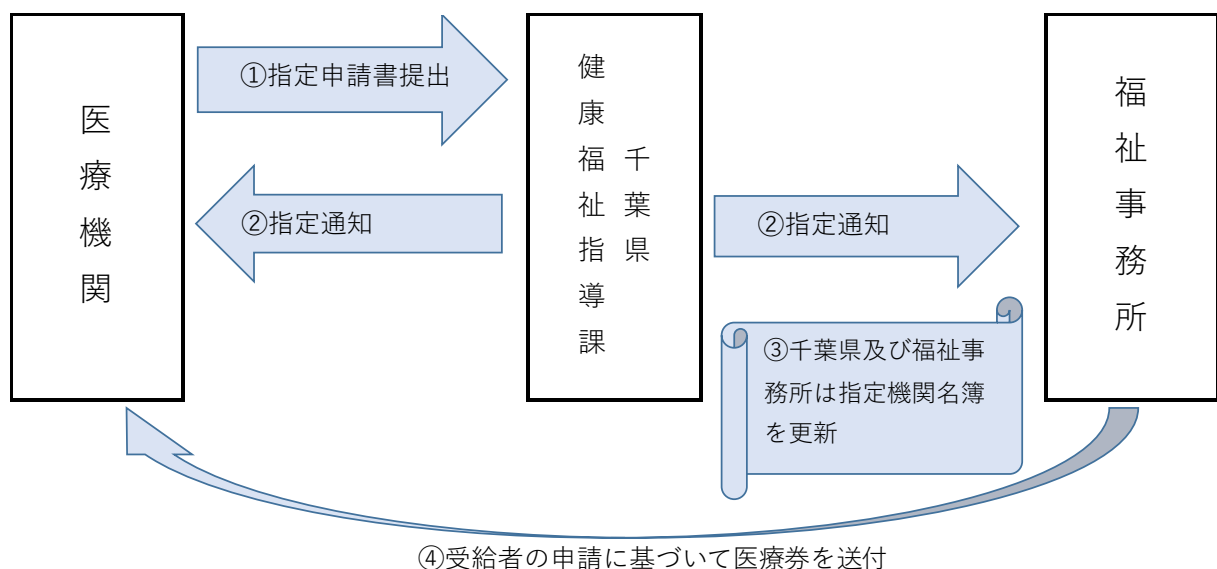 医療機関
①指定申請書提出
②指定通知
千葉県
健康福祉指導課
②指定通知
③千葉県及び福祉事
務所は指定機関名簿
を更新
福祉事務所
④受給者の申請に基づいて医療券を送付